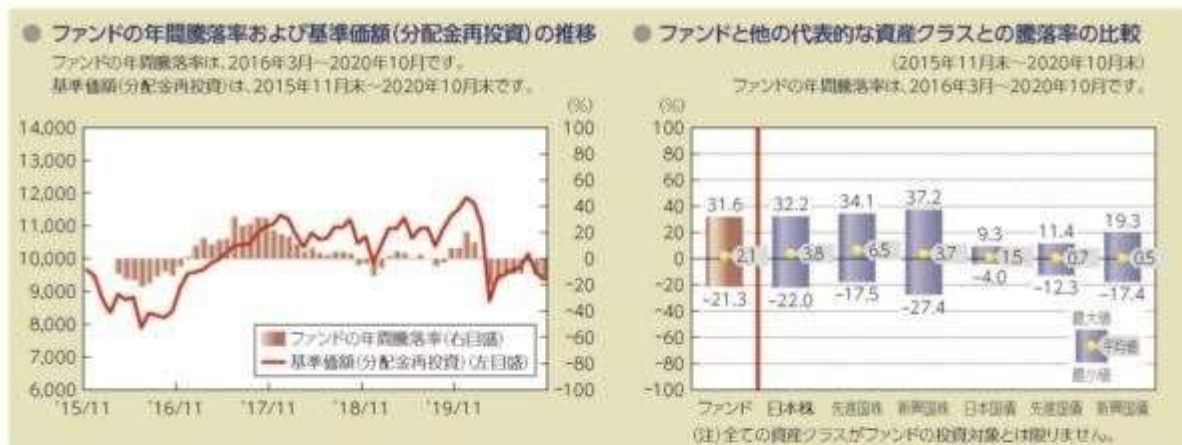 ● ファンドの年間騰落率および基準価額(分配金再投資)の推移
ファンドの年間騰落率は、2016年3月～2020年10月です。
基準価額(分配金再投資)は、2015年11月末～2020年10月末です。
(%)
14,000
13,000
12,000
11,000
10,000
9,000
8,000
7,000
6,000
100
80
60
40
20
0
-20
-40
-60
-80
-100
ファンドの年間騰落率(右目盛)
基準価額(分配金再投資)(左目盛)
'15/11 '16/11 '17/11 '18/11 '19/11
● ファンドと他の代表的な資産クラスとの騰落率の比較
(2015年11月末～2020年10月末)
ファンドの年間騰落率は、2016年3月～2020年10月です。
(%)
100
80
60
40
20
0
-20
-40
-60
-80
-100
31.6 32.2 34.1 37.2 9.3 11.4 19.3
2.1 3.8 6.5 3.7 1.5 0.7 0.5
-21.3 -22.0 -17.5 -27.4 -4.0 -12.3 -17.4
最大値
平均値
最小値
ファンド 日本株 先進国株 新興国株 日本国債 先進国債 新興国債
(注)全ての資産クラスがファンドの投資対象とは限りません。